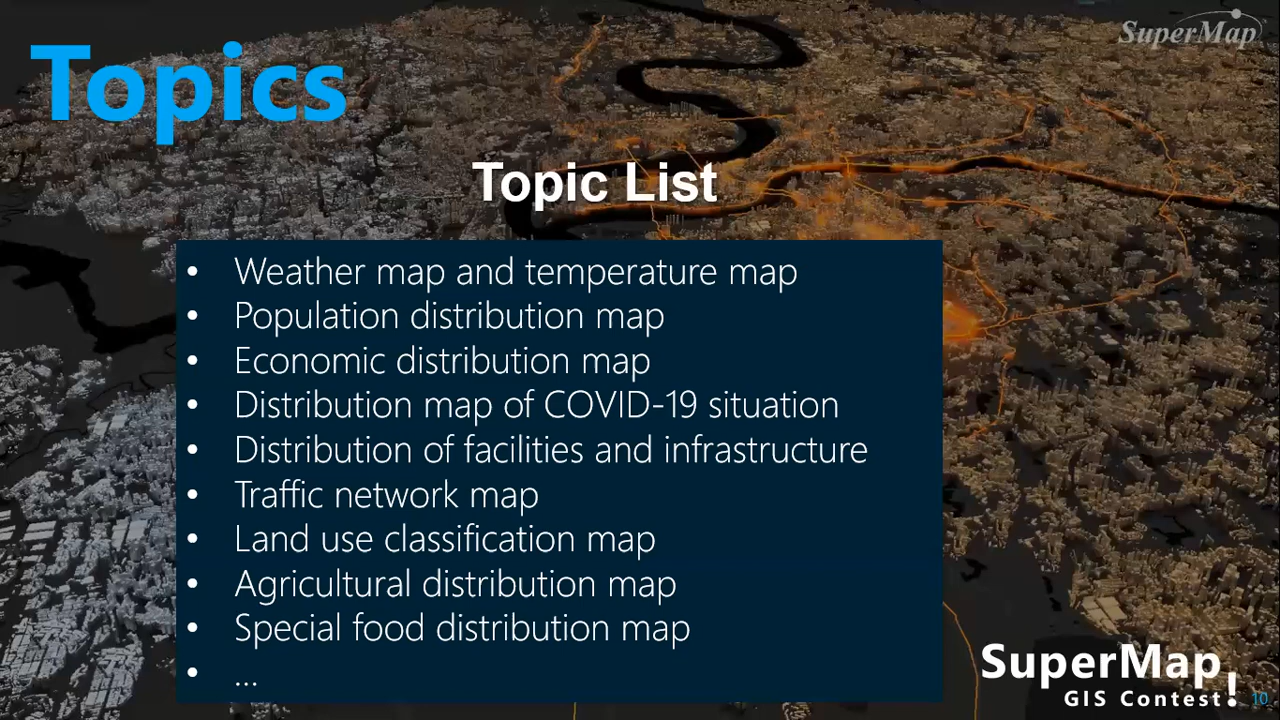 SuperMap
Topics
Topic List
• Weather map and temperature map
• Population distribution map
• Economic distribution map
• Distribution map of COVID-19 situation
• Distribution of facilities and infrastructure
• Traffic network map
• Land use classification map
• Agricultural distribution map
• Special food distribution map
• ...
SuperMap
GIS Contest!
10